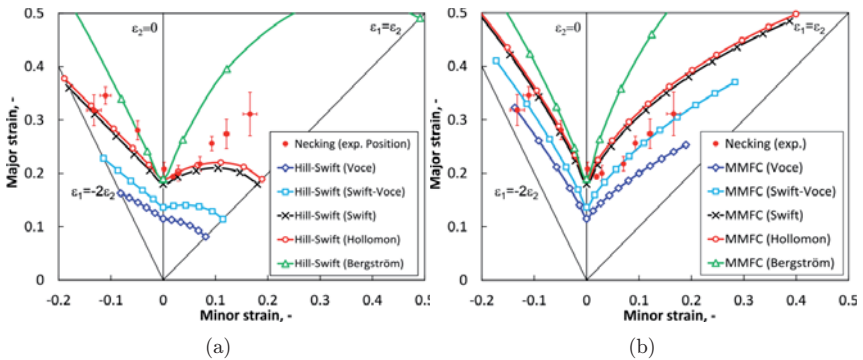 0.5
0.4
0.3
0.2
0.1
0
-0.2
-0.1
0
0.1
0.2
0.3
0.4
0.5
Major strain, -
Minor strain, -
ε₂=0
ε₁=ε₂
ε₁=-2ε₂
Necking (exp. Position)
Hill-Swift (Voce)
Hill-Swift (Swift-Voce)
Hill-Swift (Swift)
Hill-Swift (Hollomon)
Hill-Swift (Bergström)
(a)
0.5
0.4
0.3
0.2
0.1
0
-0.2
-0.1
0
0.1
0.2
0.3
0.4
0.5
Major strain, -
Minor strain, -
ε₂=0
ε₁=ε₂
ε₁=-2ε₂
Necking (exp.)
MMFC (Voce)
MMFC (Swift-Voce)
MMFC (Swift)
MMFC (Hollomon)
MMFC (Bergström)
(b)